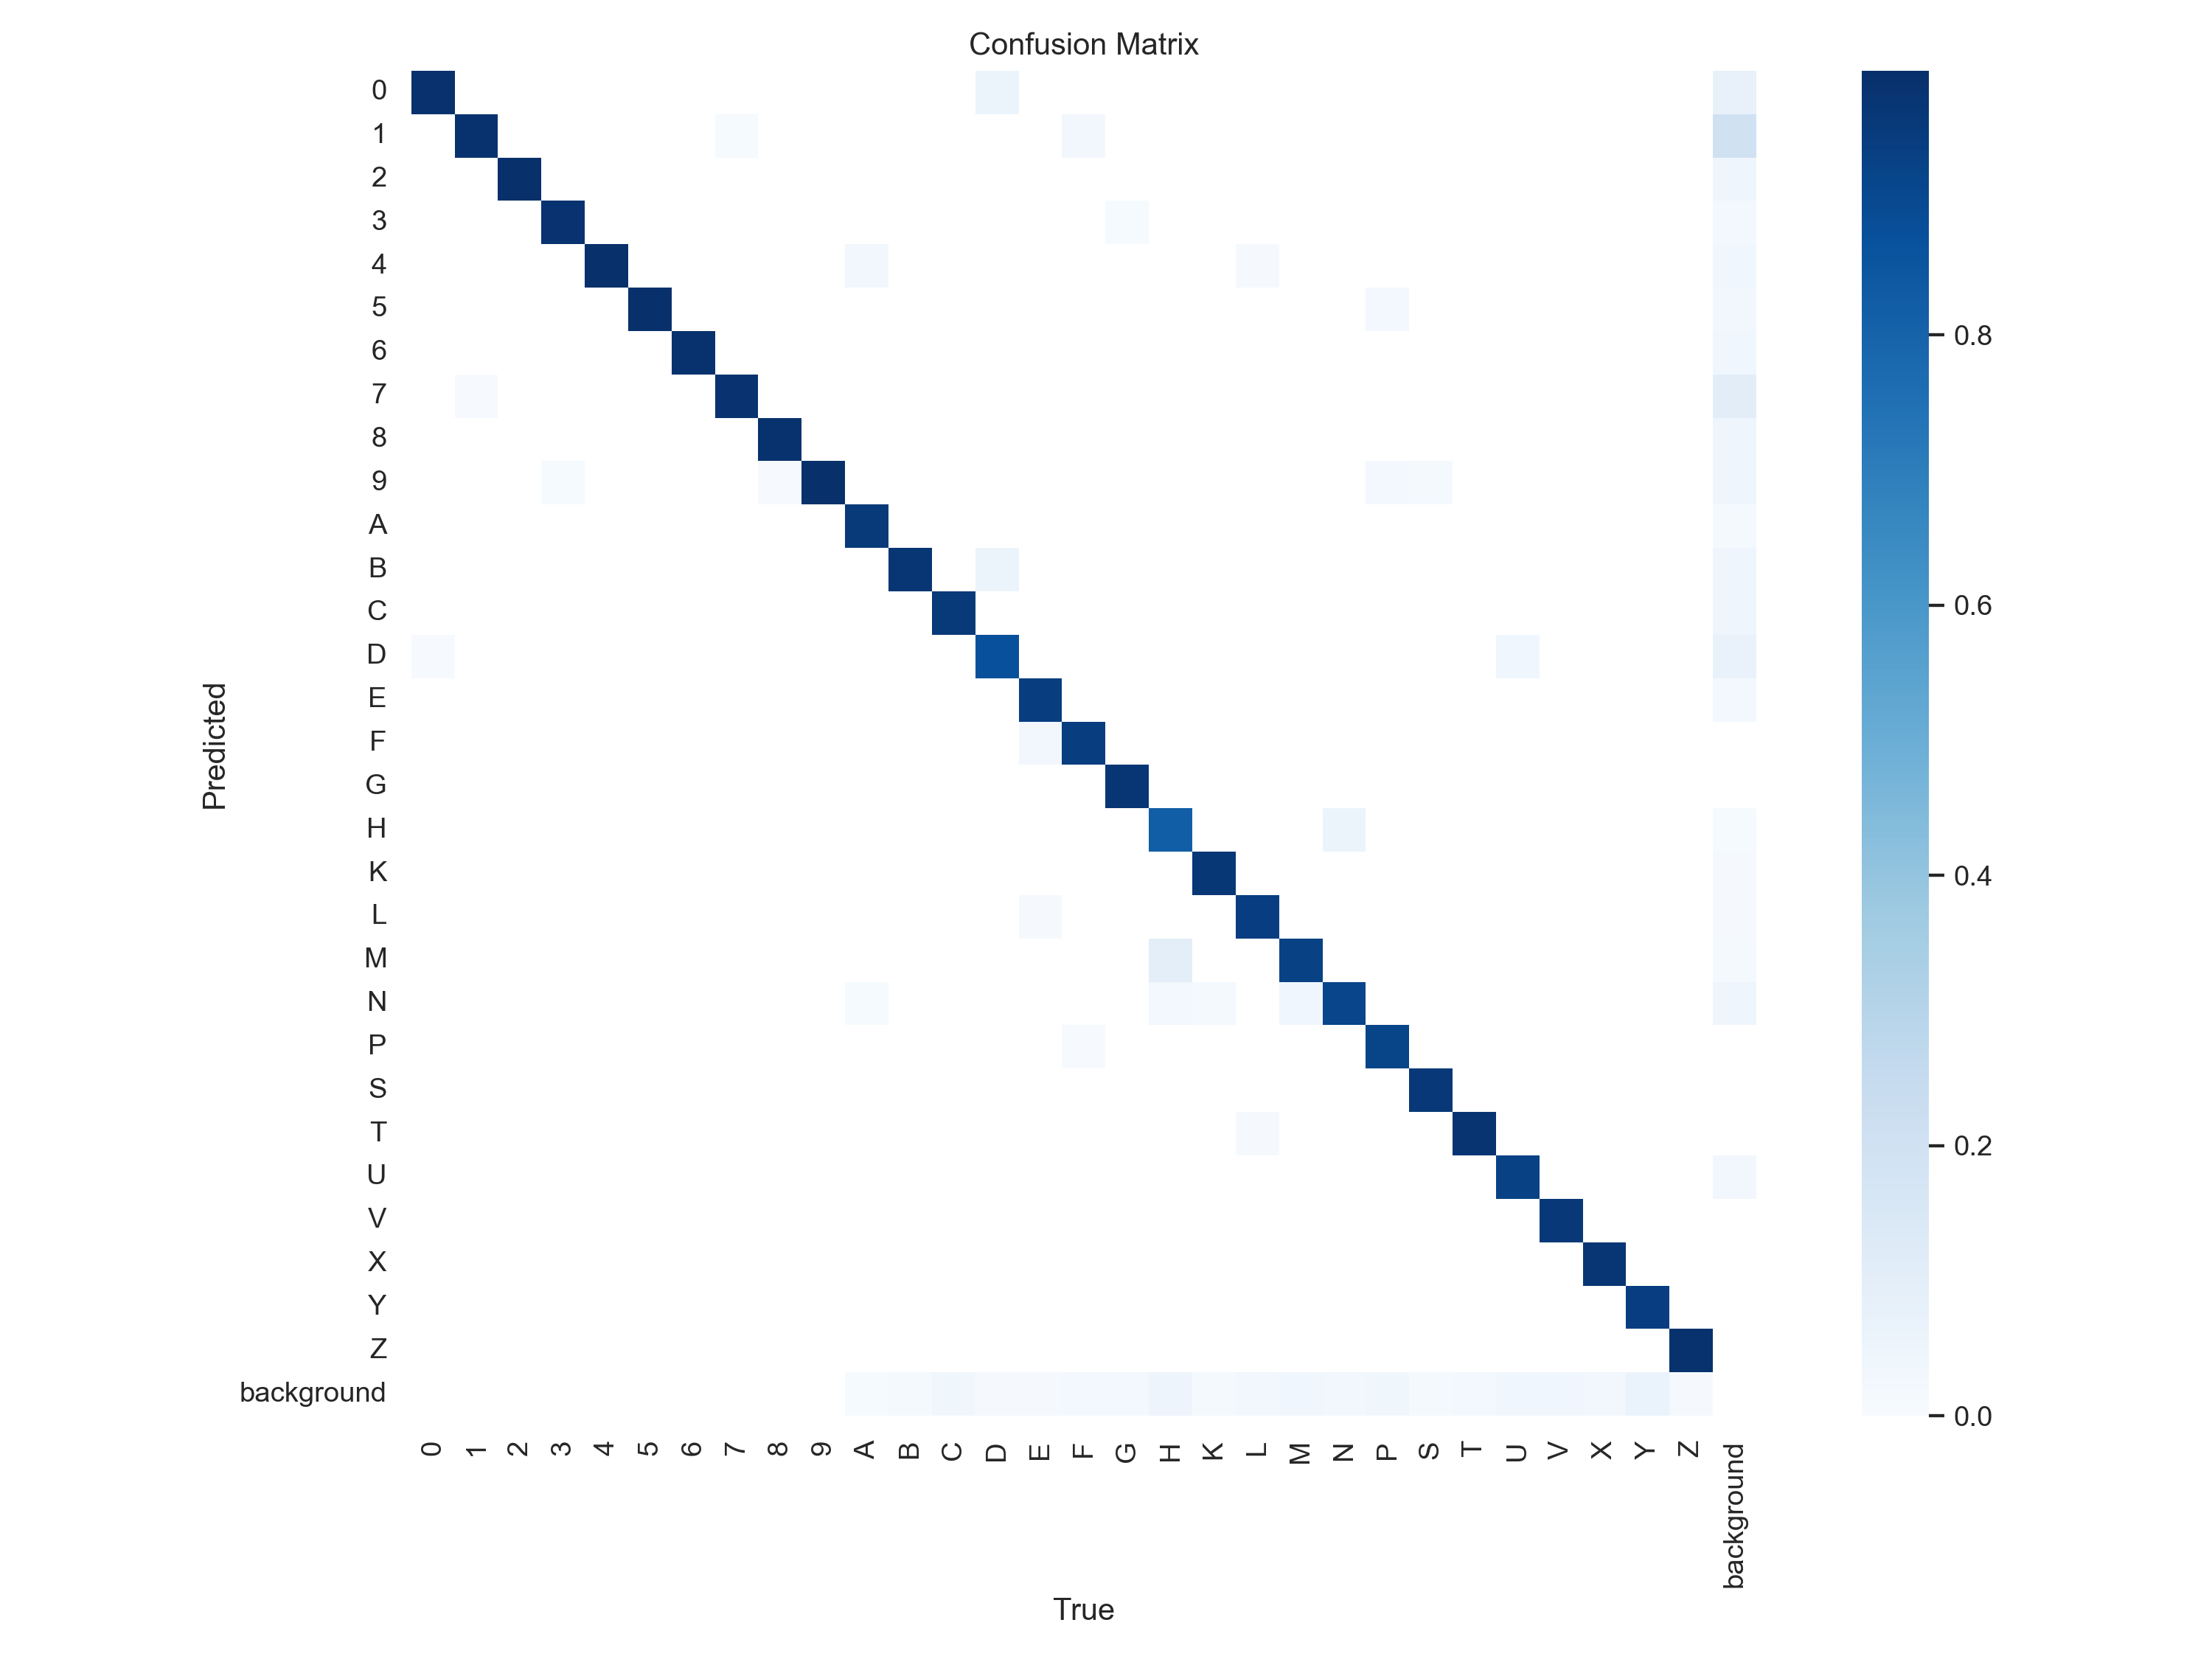 Confusion Matrix
0
1
2
3
4
5
6
7
8
9
A
B
C
D
E
F
G
H
K
L
M
N
P
S
T
U
V
X
Y
Z
background
Predicted
0 1 2 3 4 5 6 7 8 9 A B C D E F G H K L M N P S T U V X Y Z background
True
0.8
0.6
0.4
0.2
0.0